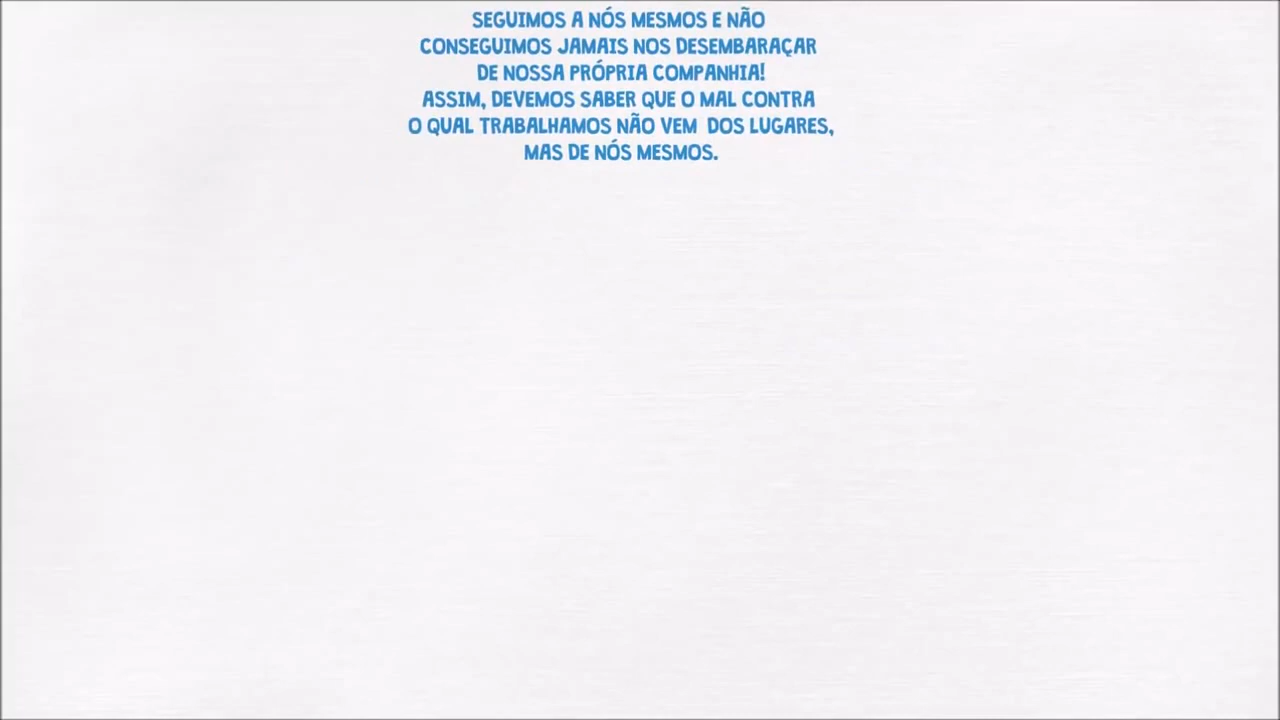 SEGUIMOS A NÓS MESMOS E NÃO
CONSEGUIMOS JAMAIS NOS DESEMBARAÇAR
DE NOSSA PRÓPRIA COMPANHIA!
ASSIM, DEVEMOS SABER QUE O MAL CONTRA
O QUAL TRABALHAMOS NÃO VEM DOS LUGARES,
MAS DE NÓS MESMOS.